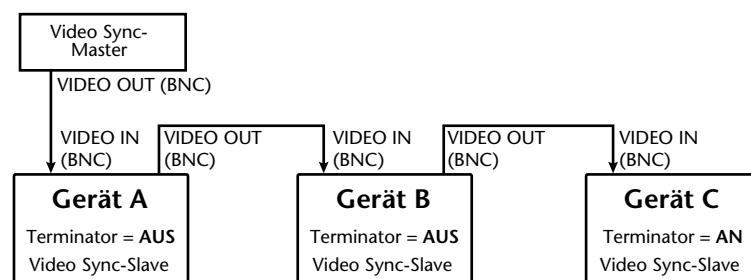 Video Sync-
Master
VIDEO OUT (BNC)
VIDEO IN
(BNC)
VIDEO OUT
(BNC)
VIDEO IN
(BNC)
VIDEO OUT
(BNC)
VIDEO IN
(BNC)
Gerät A
Terminator = AUS
Video Sync-Slave
Gerät B
Terminator = AUS
Video Sync-Slave
Gerät C
Terminator = AN
Video Sync-Slave